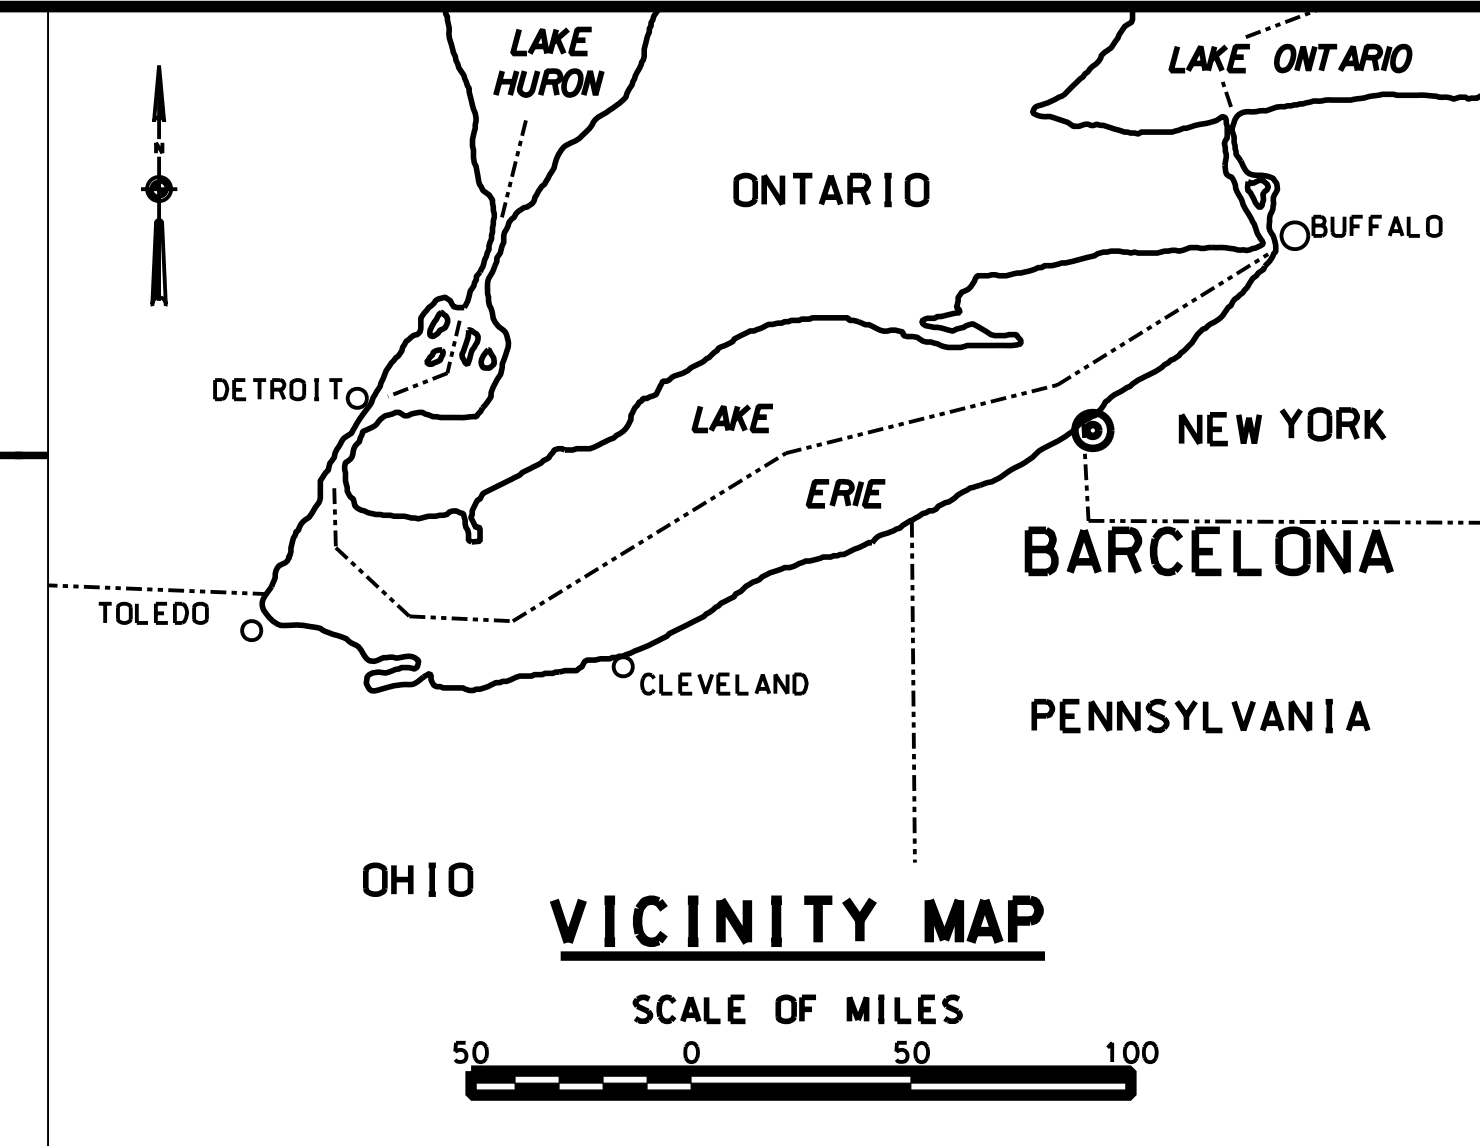 LAKE
HURON
LAKE ONTARIO
N
ONTARIO
BUFFALO
DETROIT
LAKE
NEW YORK
ERIE
BARCELONA
TOLEDO
CLEVELAND
PENNSYLVANIA
OHIO
VICINITY MAP
SCALE OF MILES
50 0 50 100